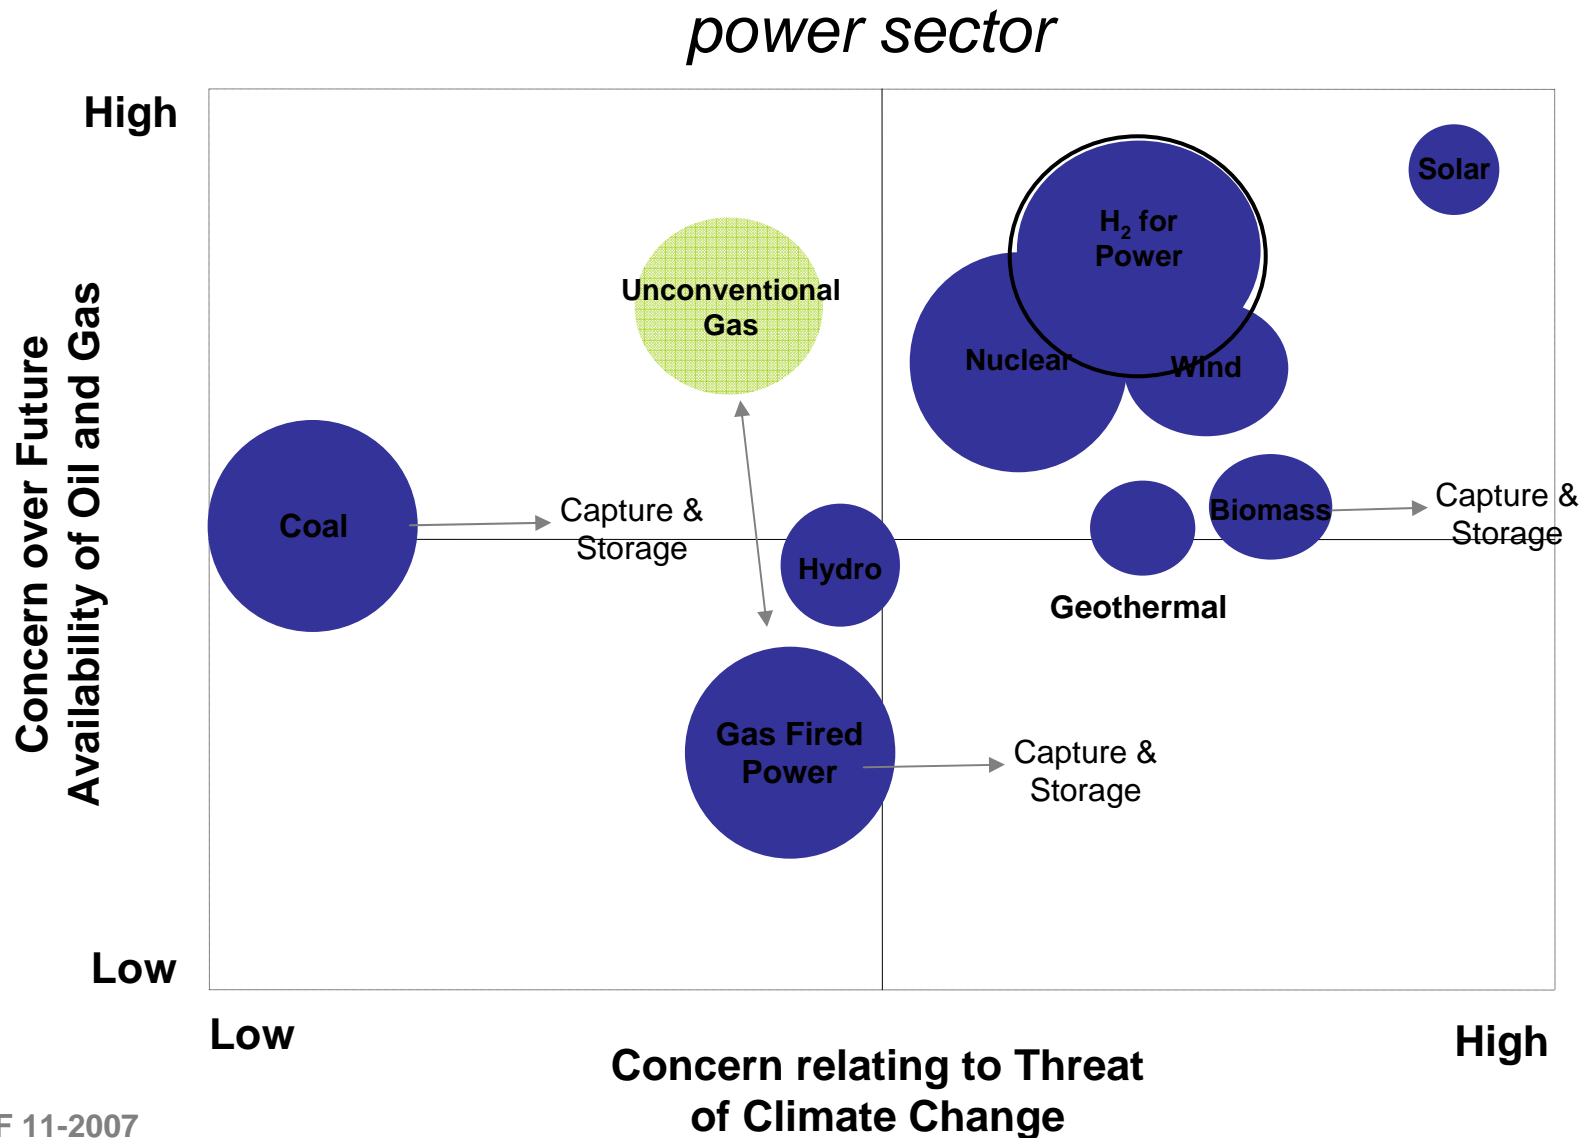 power sector
High
Solar
H₂ for
Power
Unconventional
Gas
Nuclear
Wind
Concern over Future
Availability of Oil and Gas
Coal
Capture &
Storage
Biomass
Capture &
Storage
Hydro
Geothermal
Gas Fired
Power
Capture &
Storage
Low
Low
High
Concern relating to Threat
of Climate Change
F 11-2007